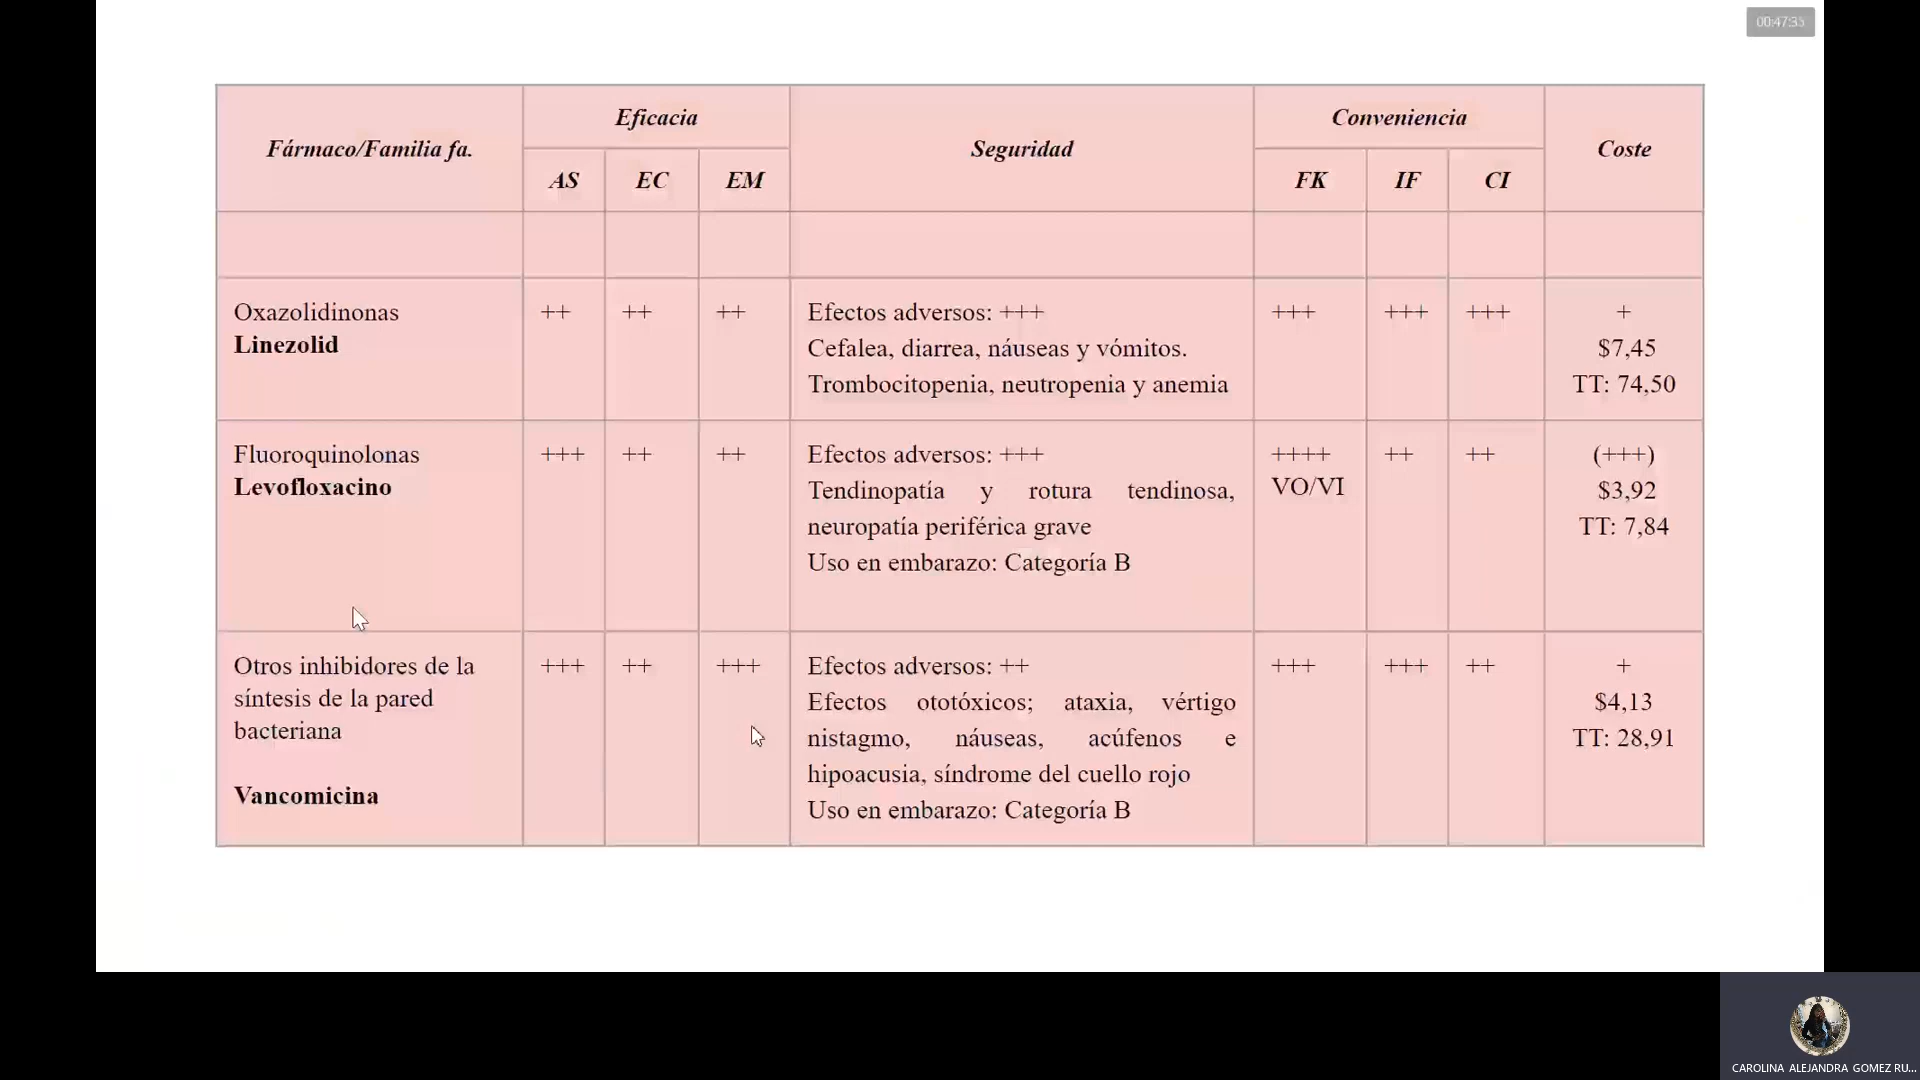 00:47:33
Fármaco/Familia fa.
Eficacia
Seguridad
Conveniencia
Coste
AS
EC
EM
FK
IF
CI
Oxazolidinonas
Linezolid
++
++
++
Efectos adversos: +++
Cefalea, diarrea, náuseas y vómitos.
Trombocitopenia, neutropenia y anemia
+++
+++
+++
+
$7,45
TT: 74,50
Fluoroquinolonas
Levofloxacino
+++
++
++
Efectos adversos: +++
Tendinopatía y rotura tendinosa,
neuropatía periférica grave
Uso en embarazo: Categoría B
++++
VO/VI
++
++
(+++)
$3,92
TT: 7,84
Otros inhibidores de la
síntesis de la pared
bacteriana
Vancomicina
+++
++
+++
Efectos adversos: ++
Efectos ototóxicos; ataxia, vértigo
nistagmo, náuseas, acúfenos e
hipoacusia, síndrome del cuello rojo
Uso en embarazo: Categoría B
+++
+++
++
+
$4,13
TT: 28,91
CAROLINA ALEJANDRA GOMEZ RU...